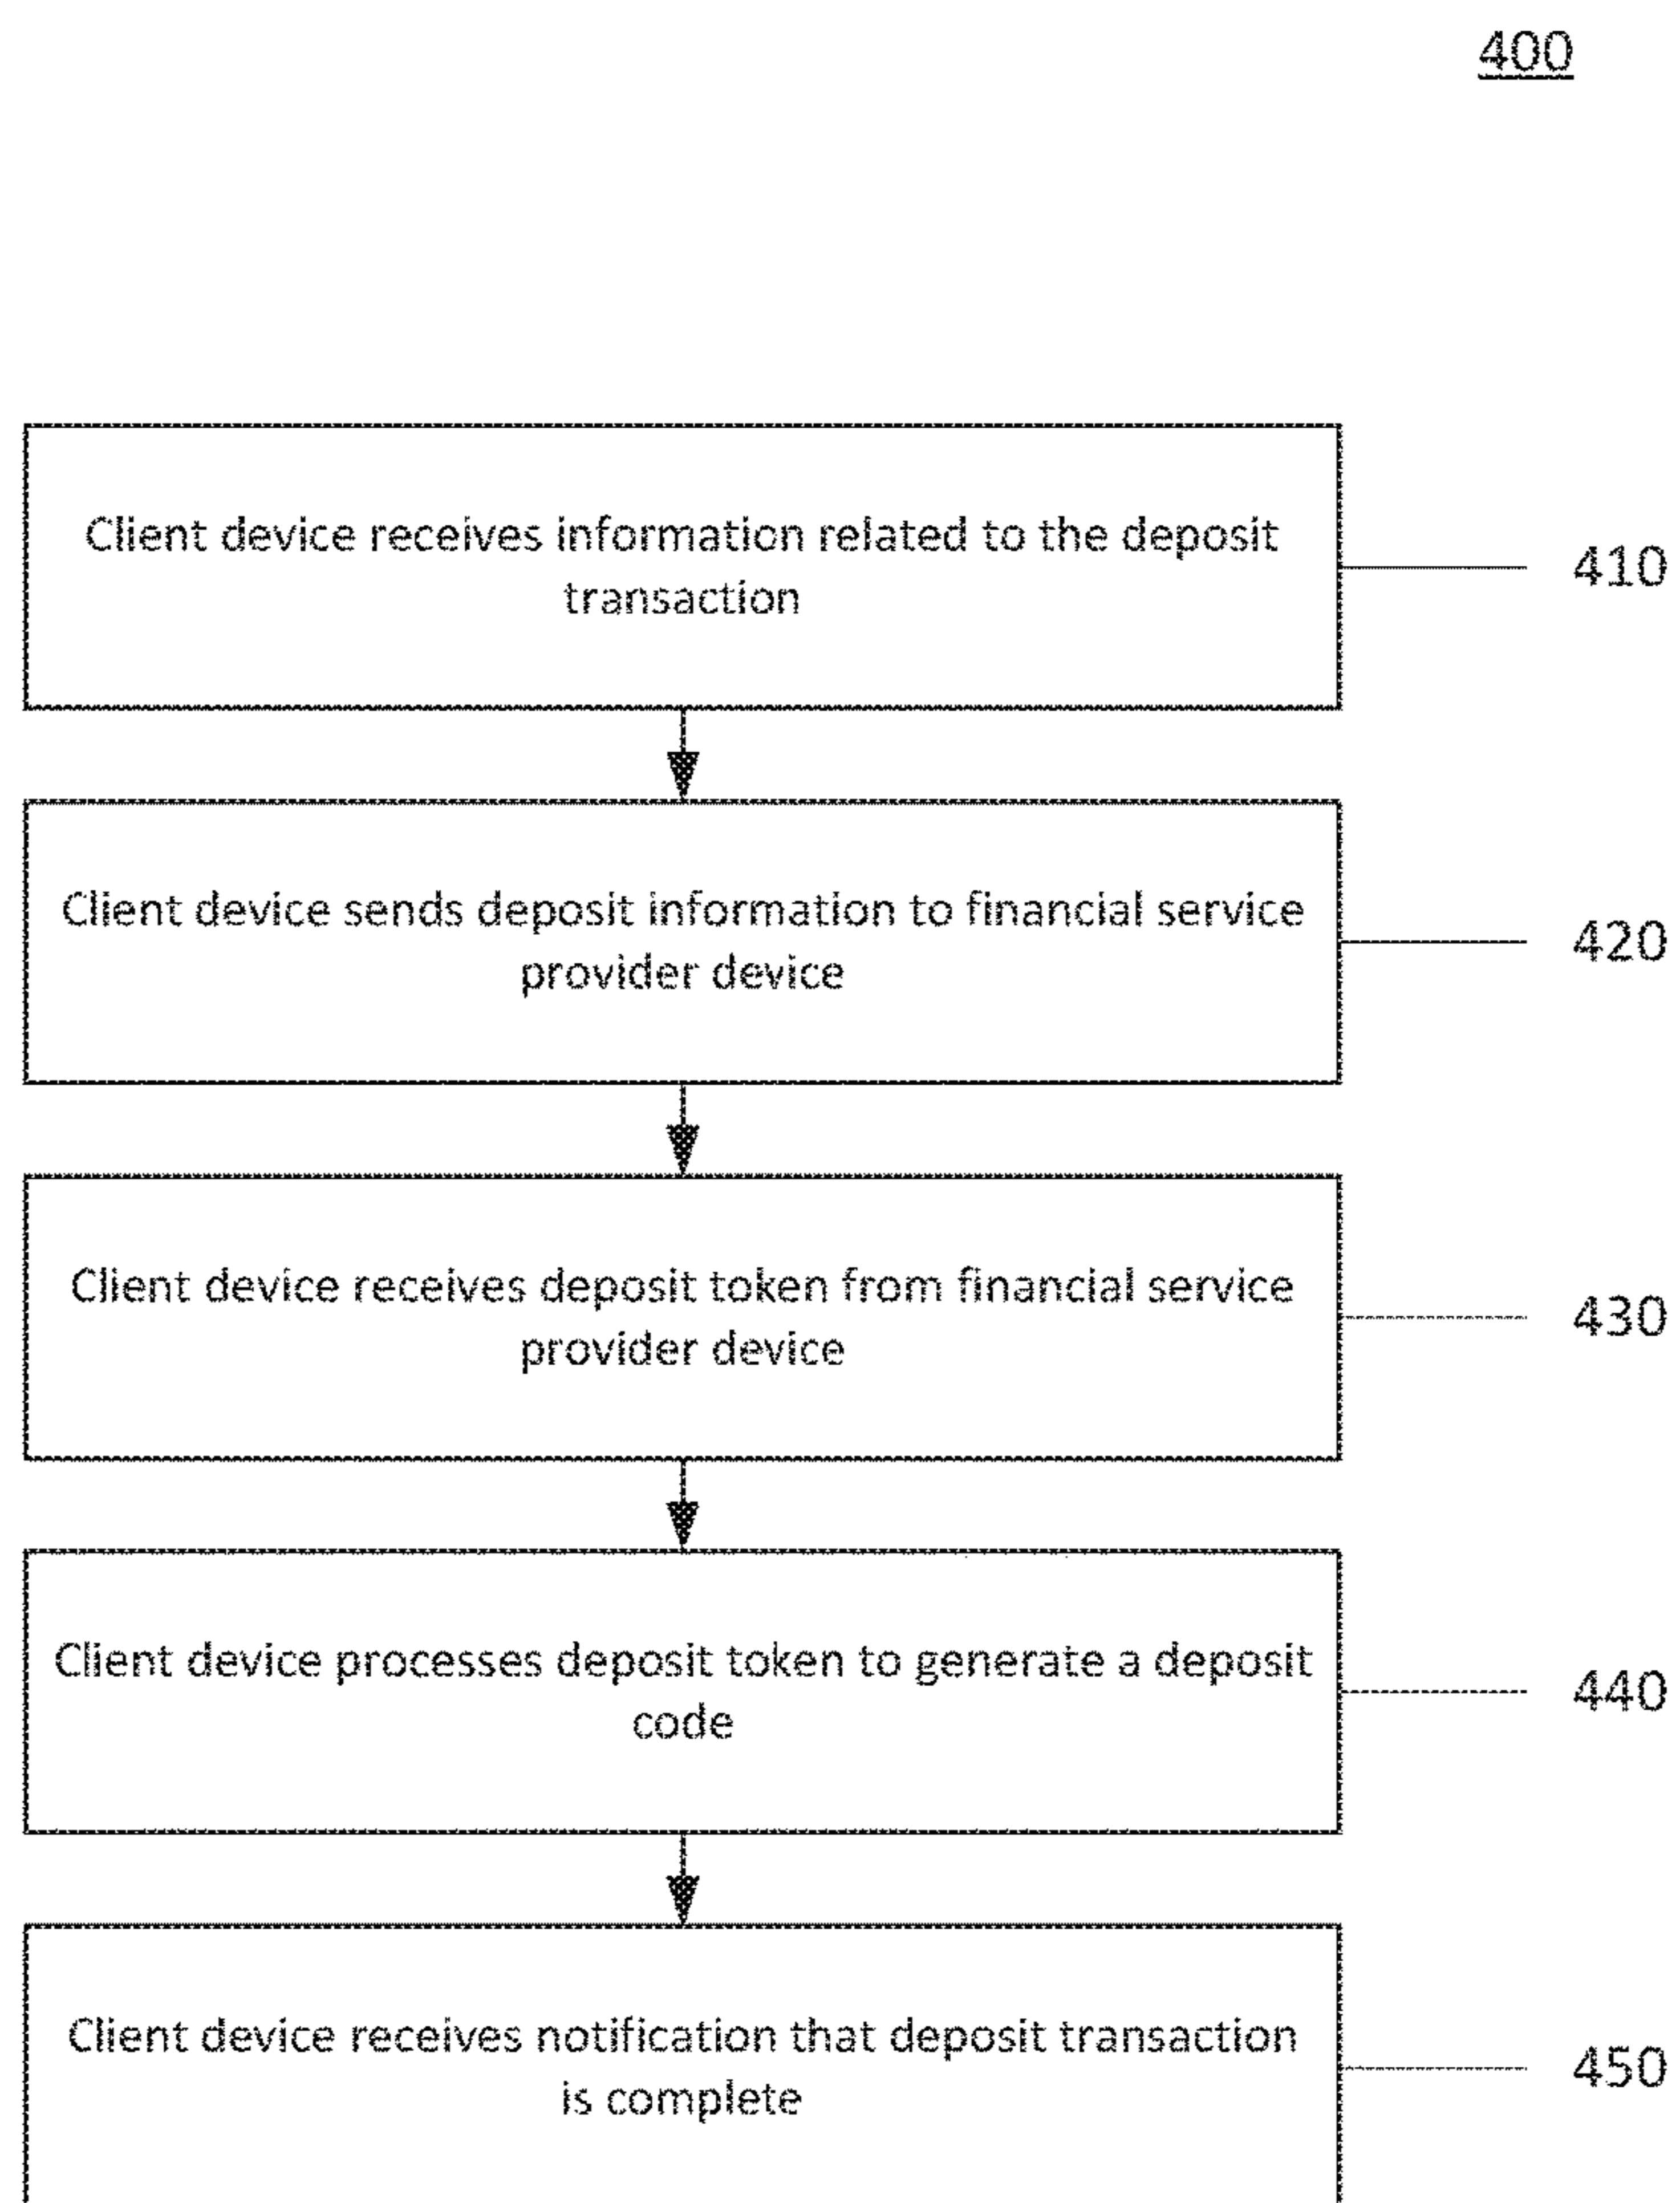 400
Client device receives information related to the deposit
transaction
410
Client device sends deposit information to financial service
provider device
420
Client device receives deposit token from financial service
provider device
430
Client device processes deposit token to generate a deposit
code
440
Client device receives notification that deposit transaction
is complete
450